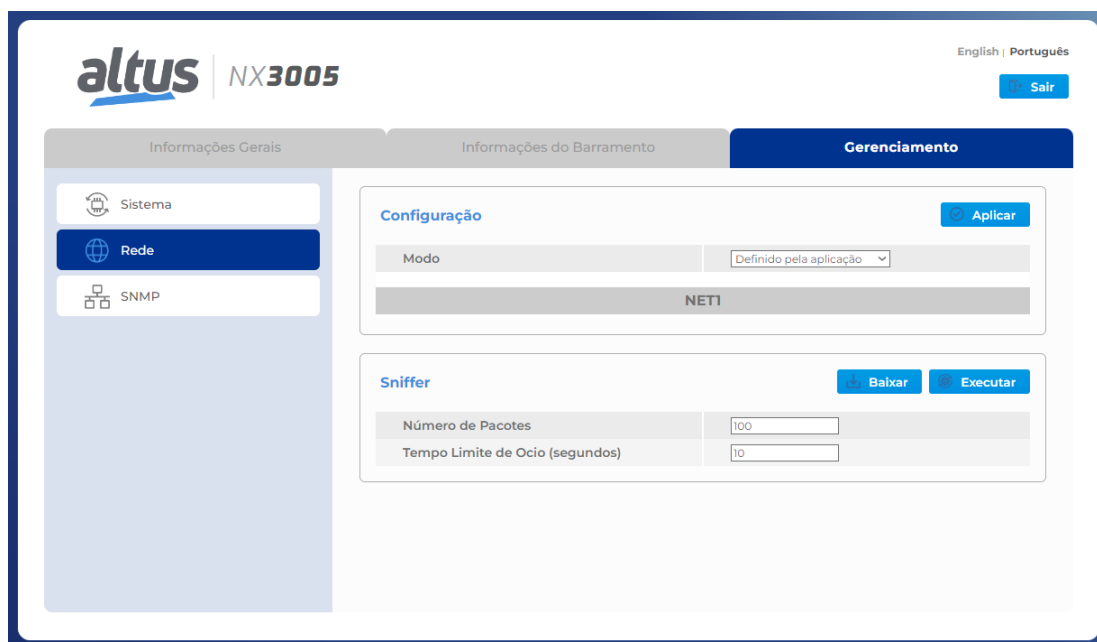 English | Português
altus NX3005
Sair
Informações Gerais
Informações do Barramento
Gerenciamento
Sistema
Rede
SNMP
Configuração
Aplicar
Modo
Definido pela aplicação
NET1
Sniffer
Baixar
Executar
Número de Pacotes
100
Tempo Limite de Ocio (segundos)
10